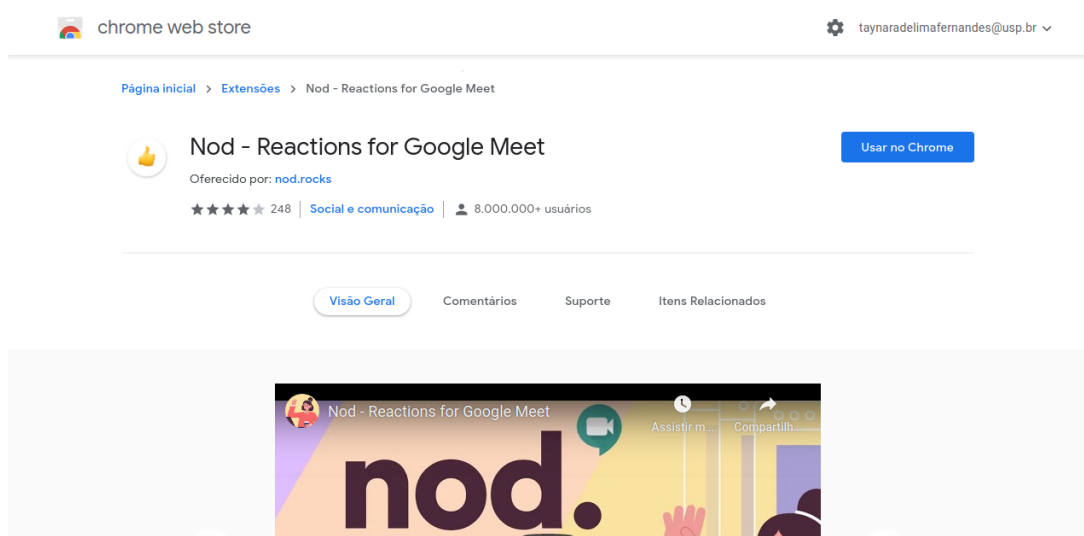 chrome web store
taynaradelimafernandes@usp.br
Página inicial > Extensões > Nod - Reactions for Google Meet
Nod - Reactions for Google Meet
Usar no Chrome
Oferecido por: nod.rocks
248 Social e comunicação 8.000.000+ usuários
Visão Geral Comentários Suporte Itens Relacionados
Nod - Reactions for Google Meet
Assistir m... Compartilh...
nod.